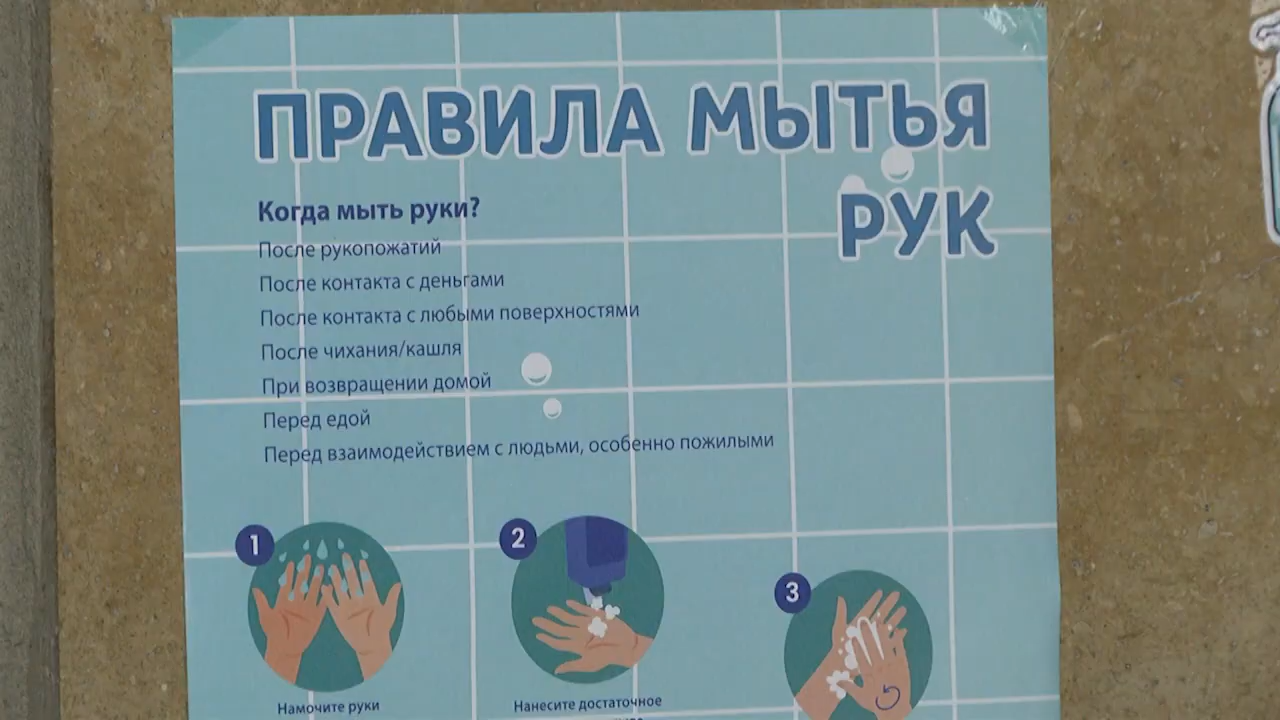 ПРАВИЛА МЫТЬЯ
РУК
Когда мыть руки?
После рукопожатий
После контакта с деньгами
После контакта с любыми поверхностями
После чихания/кашля
При возвращении домой
Перед едой
Перед взаимодействием с людьми, особенно пожилыми
1
2
3
Намочите руки
Нанесите достаточное